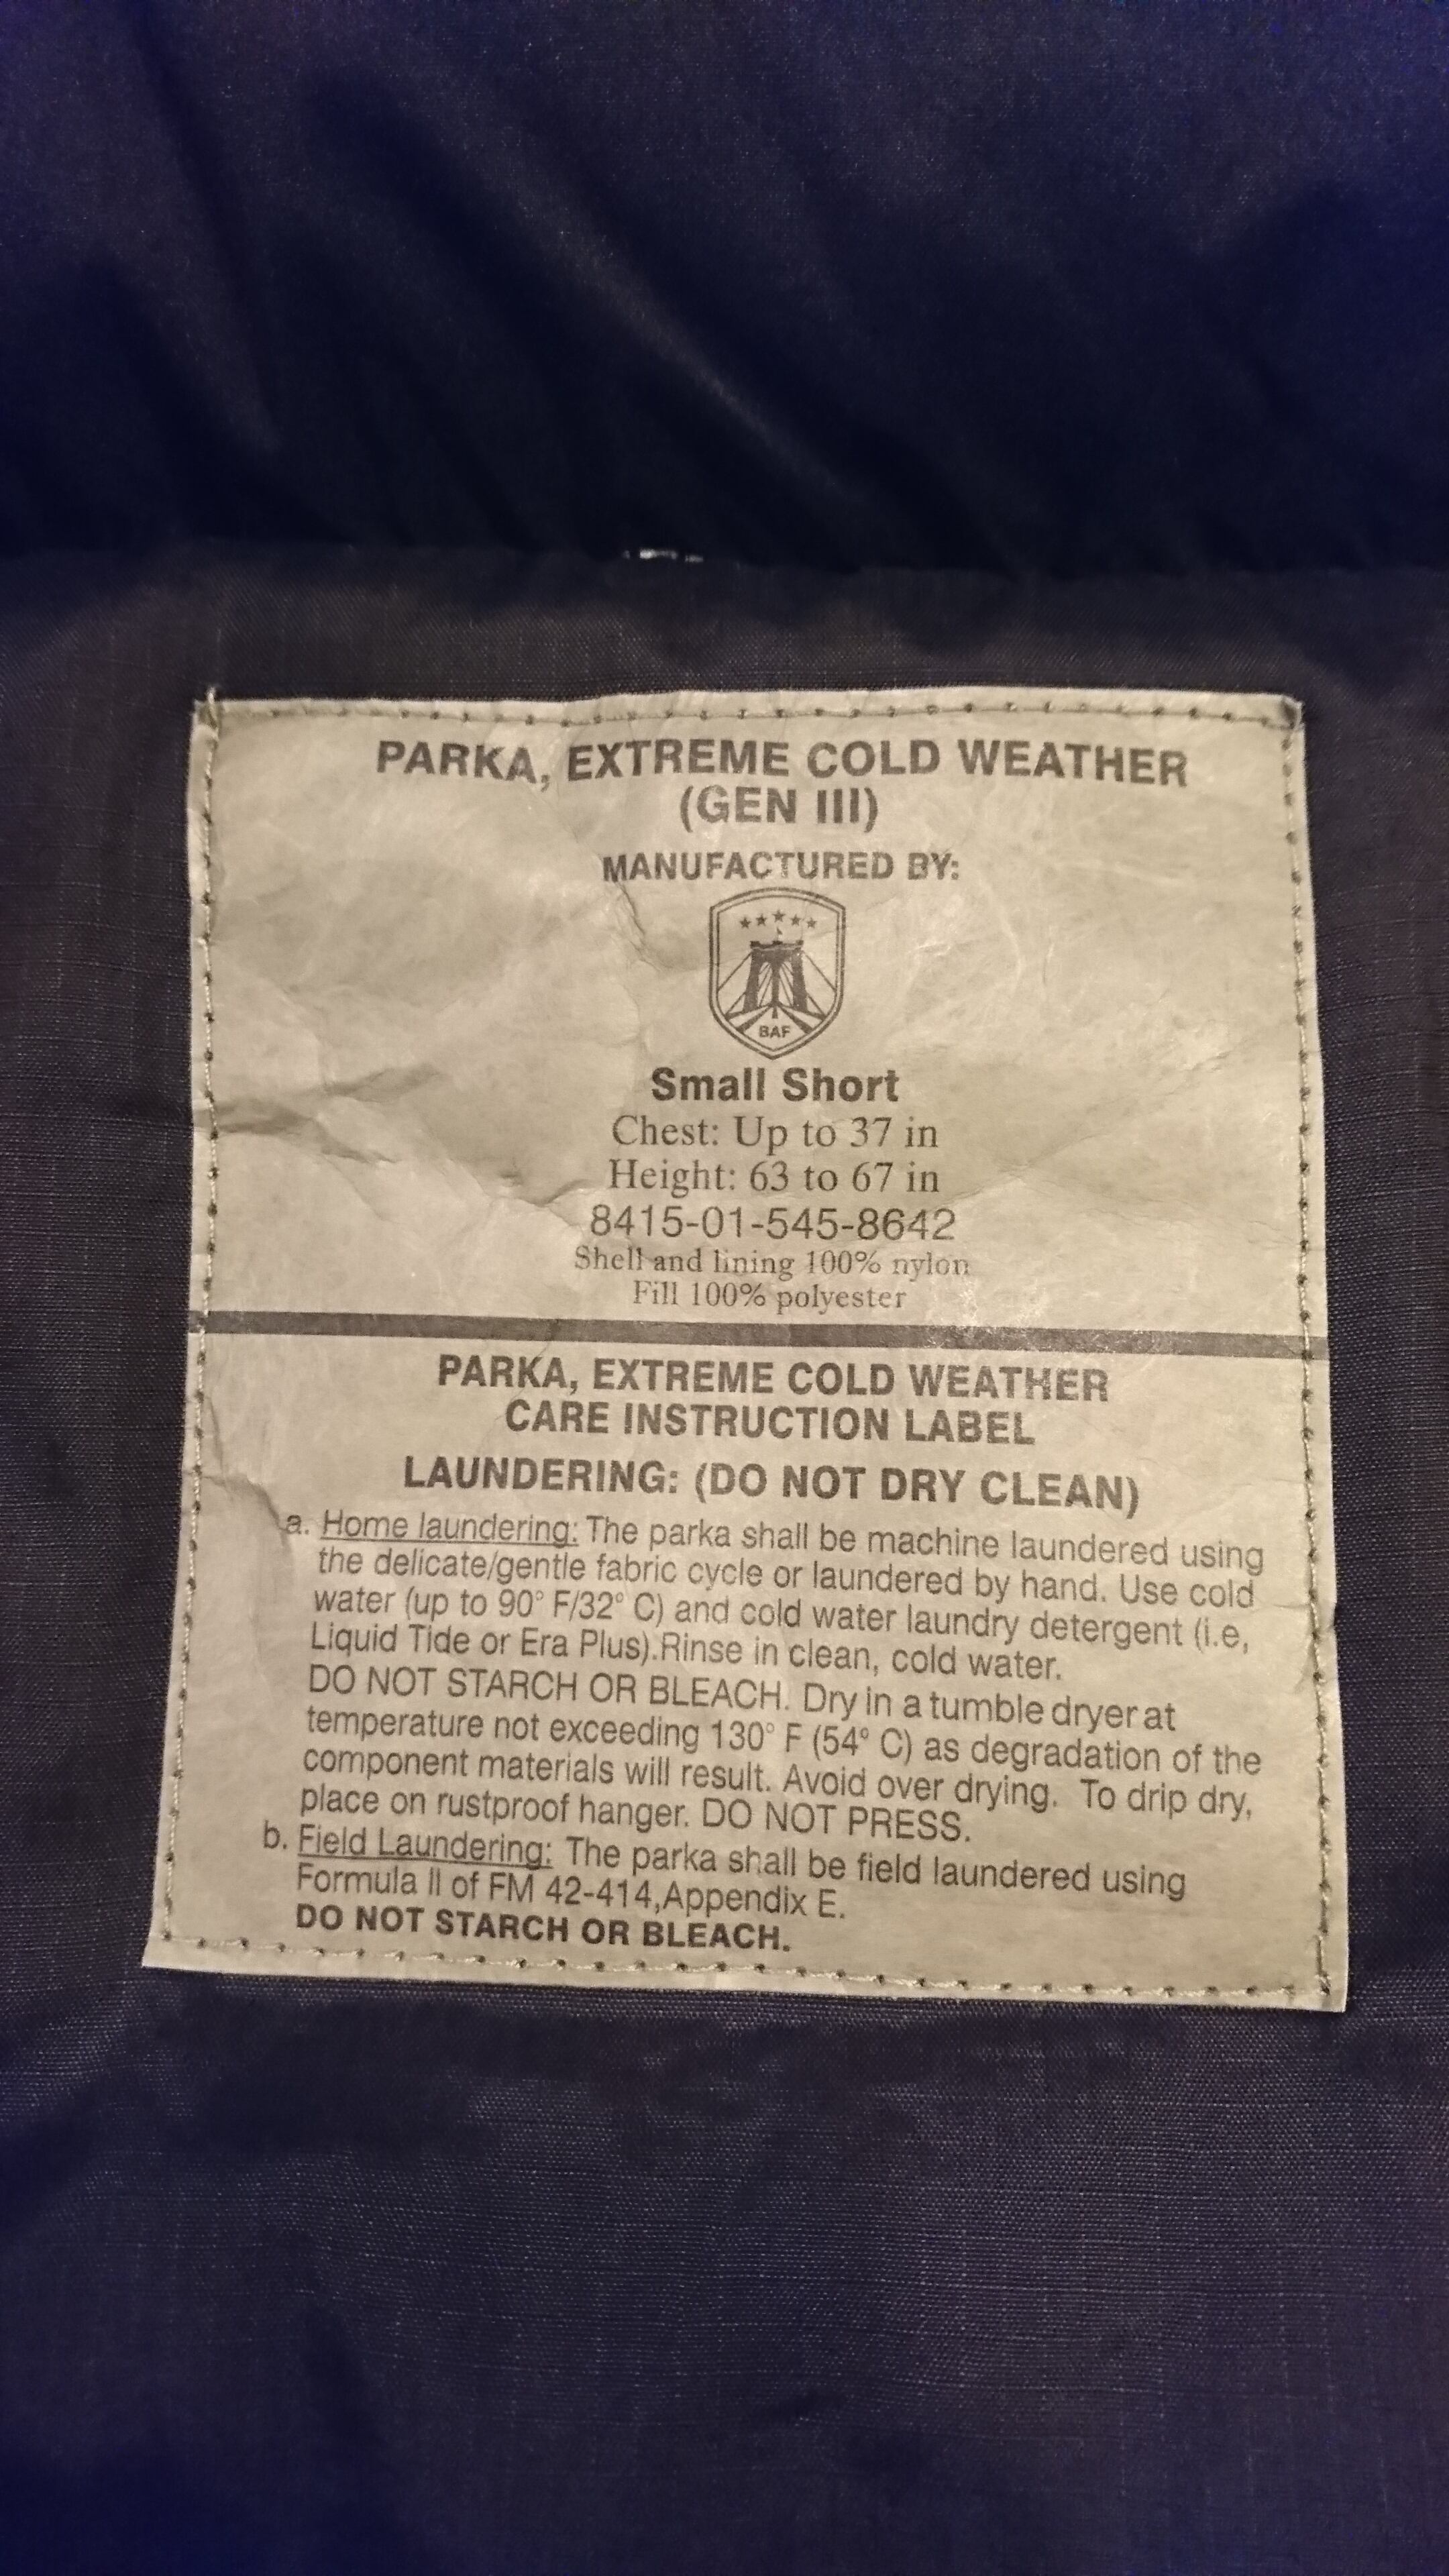 PARKA, EXTREME COLD WEATHER
(GEN III)
MANUFACTURED BY:
BAF
Small Short
Chest: Up to 37 in
Height: 63 to 67 in
8415-01-545-8642
Shell and lining 100% nylon
Fill 100% polyester
PARKA, EXTREME COLD WEATHER
CARE INSTRUCTION LABEL
LAUNDERING: (DO NOT DRY CLEAN)
a. Home laundering: The parka shall be machine laundered using
the delicate/gentle fabric cycle or laundered by hand. Use cold
water (up to 90° F/32° C) and cold water laundry detergent (i.e,
Liquid Tide or Era Plus).Rinse in clean, cold water.
DO NOT STARCH OR BLEACH. Dry in a tumble dryer at
temperature not exceeding 130° F (54° C) as degradation of the
component materials will result. Avoid over drying. To drip dry,
place on rustproof hanger. DO NOT PRESS.
b. Field Laundering: The parka shall be field laundered using
Formula II of FM 42-414,Appendix E.
DO NOT STARCH OR BLEACH.